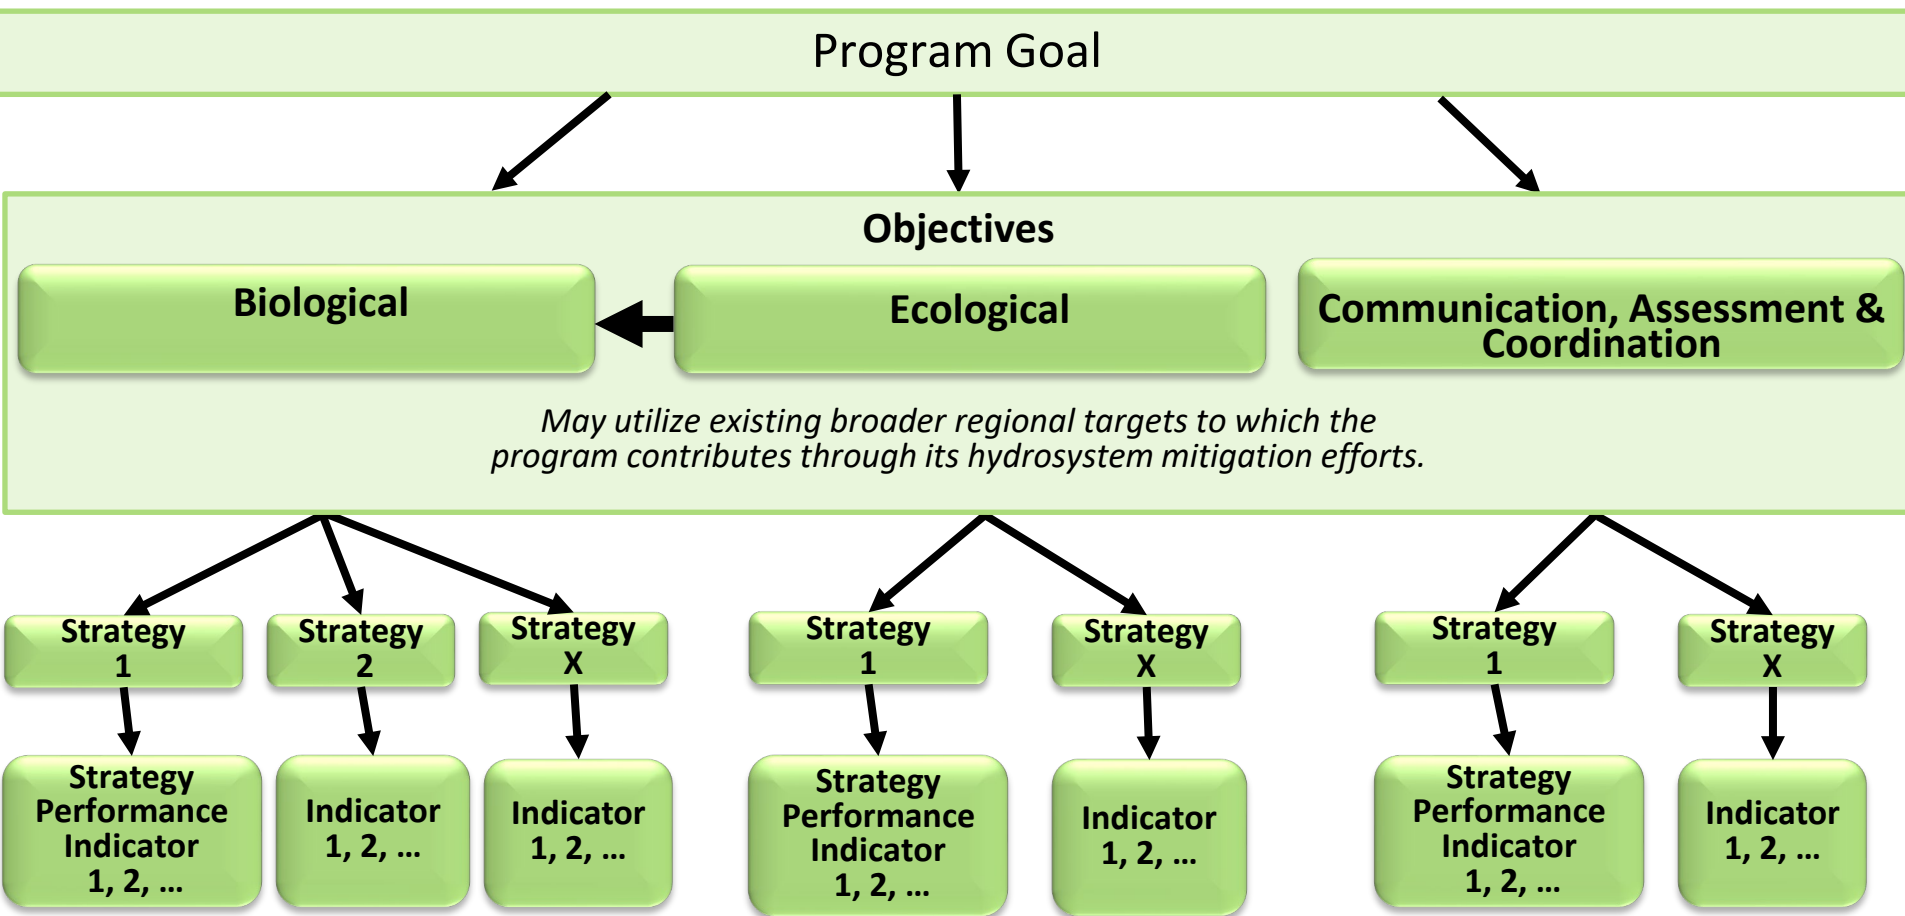 Program Goal
Objectives
Biological
Ecological
Communication, Assessment &
Coordination
May utilize existing broader regional targets to which the
program contributes through its hydrosystem mitigation efforts.
Strategy
1
Strategy
2
Strategy
X
Strategy
1
Strategy
X
Strategy
1
Strategy
X
Strategy
Performance
Indicator
1, 2, ...
Indicator
1, 2, ...
Indicator
1, 2, ...
Strategy
Performance
Indicator
1, 2, ...
Indicator
1, 2, ...
Strategy
Performance
Indicator
1, 2, ...
Indicator
1, 2, ...